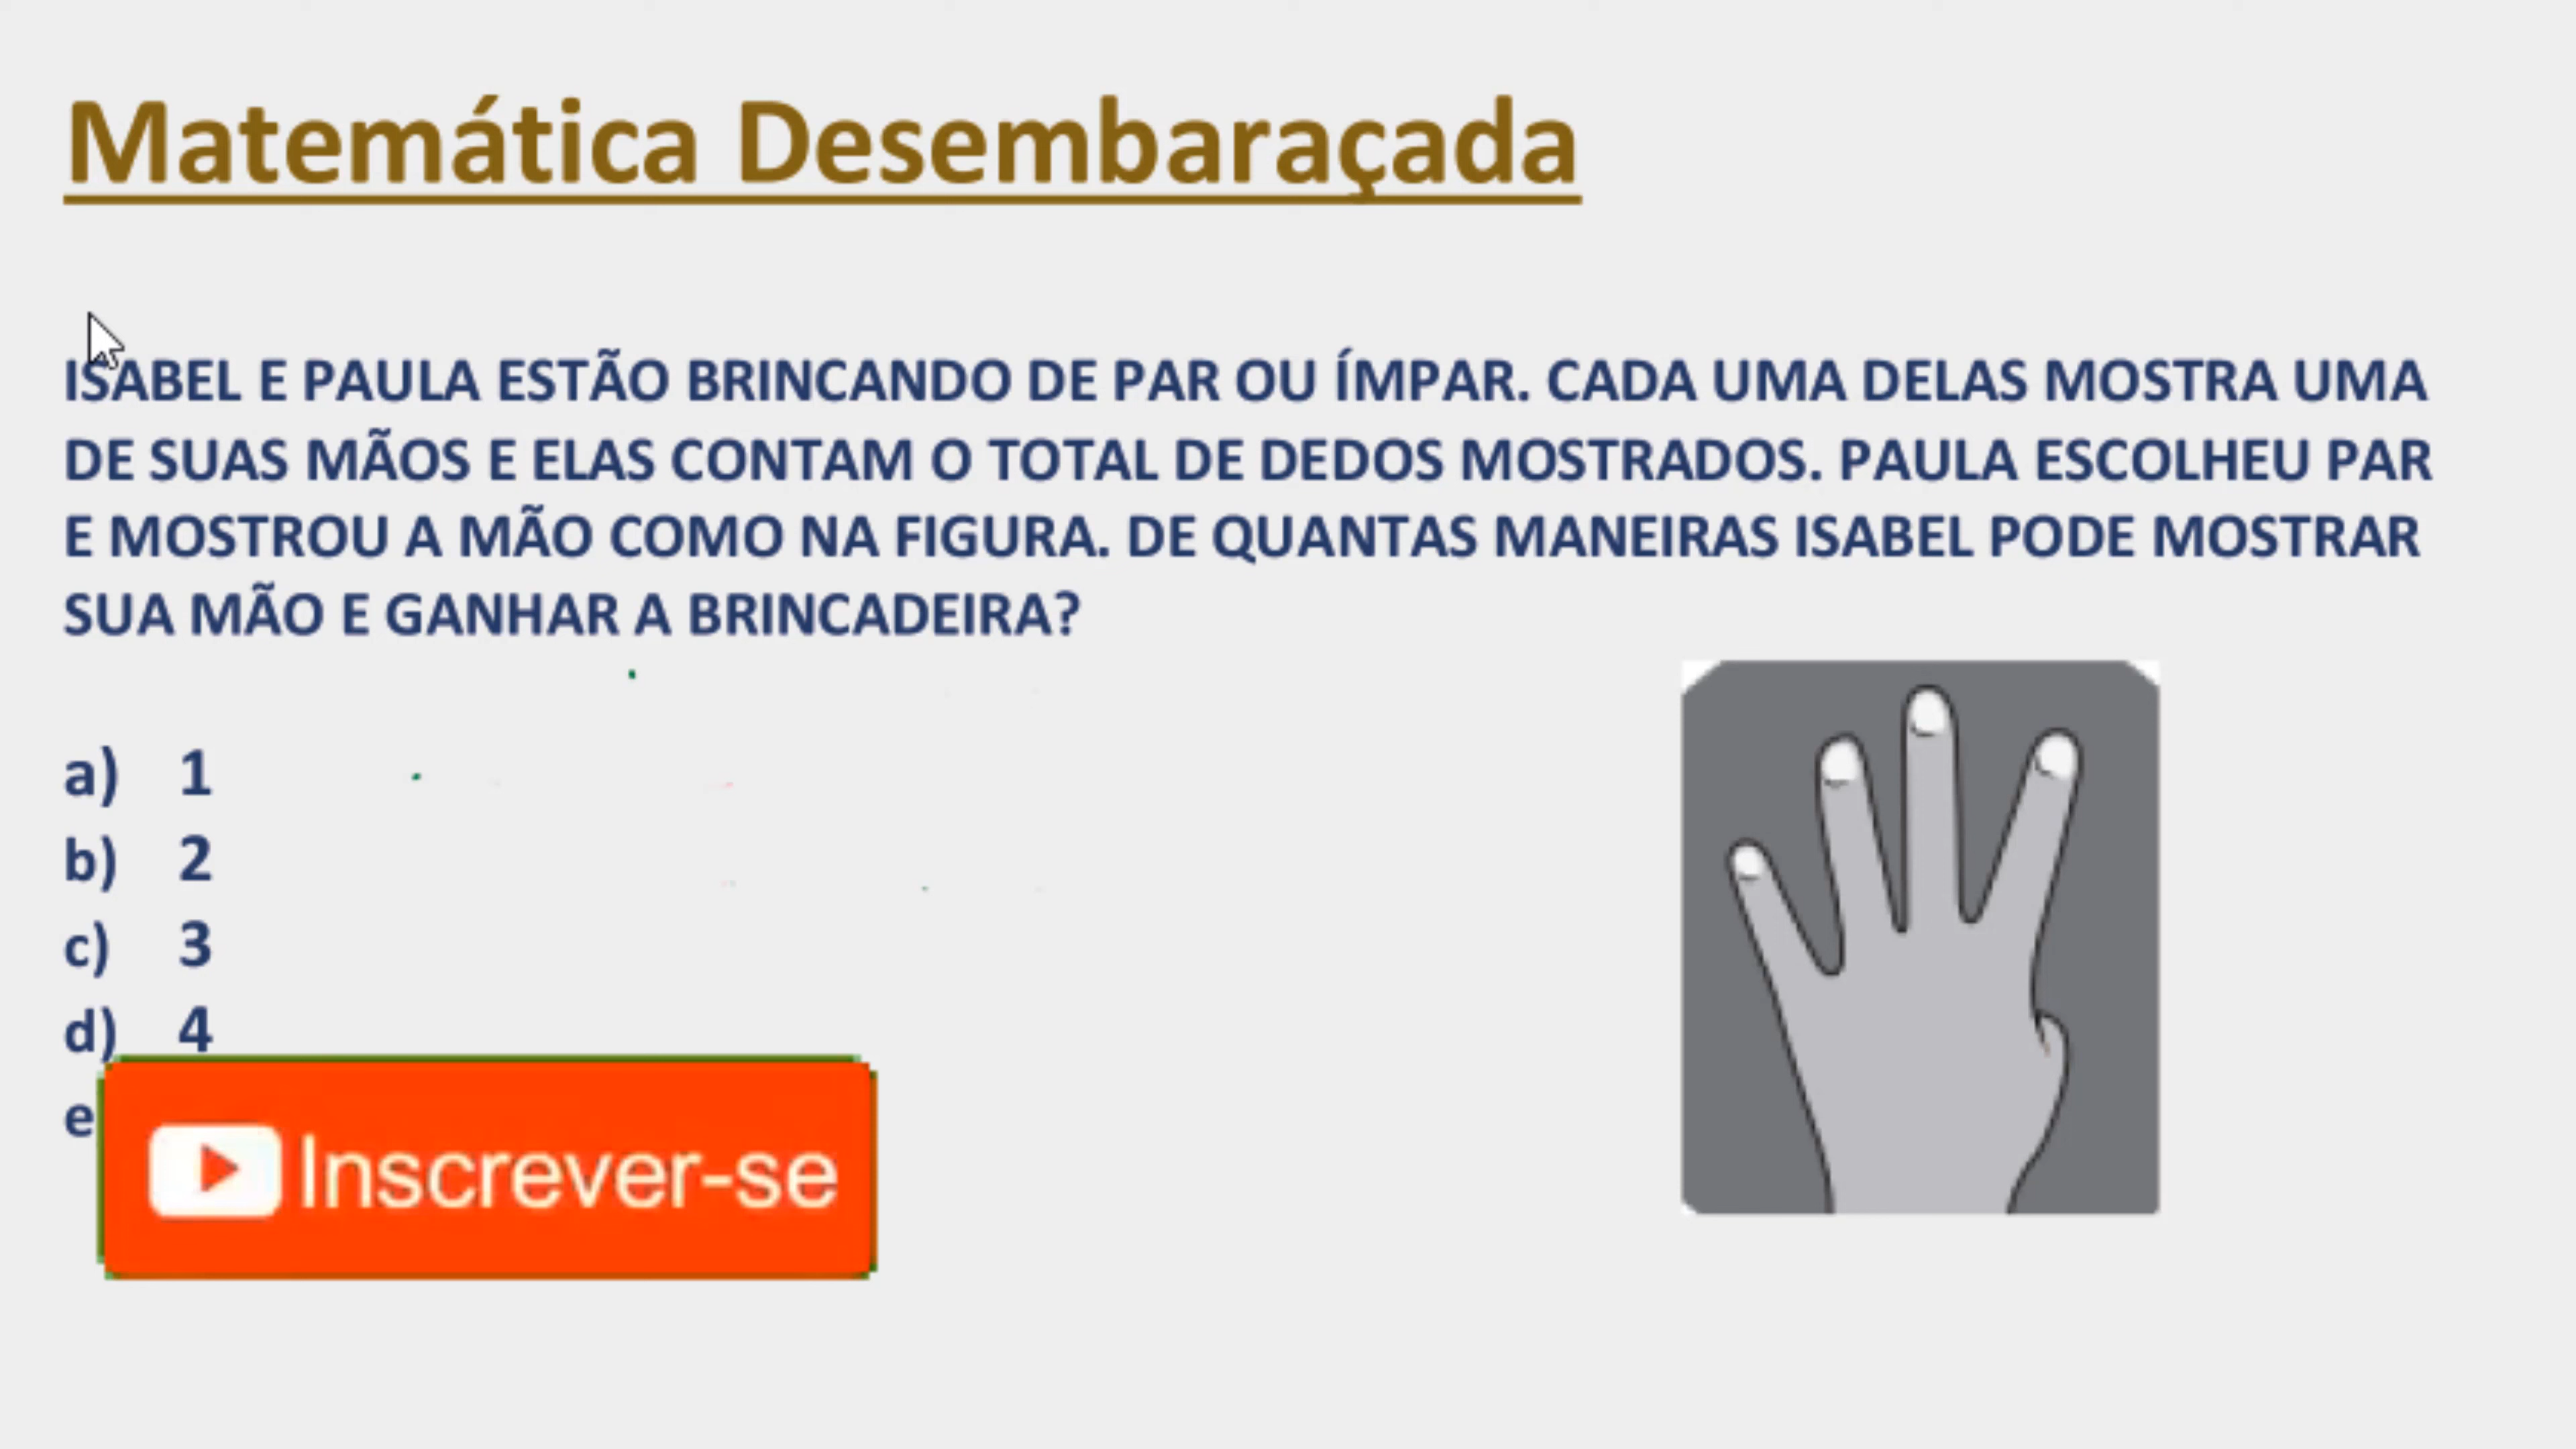 Matemática Desembaraçada
ISABEL E PAULA ESTÃO BRINCANDO DE PAR OU ÍMPAR. CADA UMA DELAS MOSTRA UMA
DE SUAS MÃOS E ELAS CONTAM O TOTAL DE DEDOS MOSTRADOS. PAULA ESCOLHEU PAR
E MOSTROU A MÃO COMO NA FIGURA. DE QUANTAS MANEIRAS ISABEL PODE MOSTRAR
SUA MÃO E GANHAR A BRINCADEIRA?
a) 1
b) 2
c) 3
d) 4
e
Inscrever-se